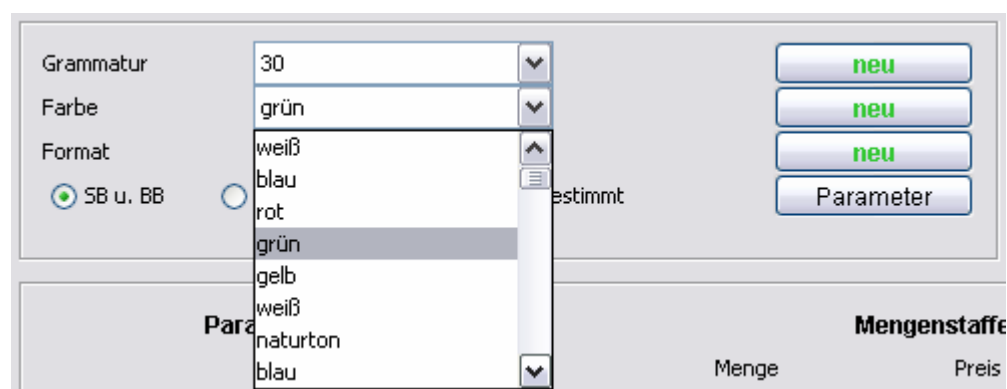 Grammatur 30 neu
Farbe grün neu
Format weiß neu
blau
SB u. BB estimmt Parameter
rot
grün
gelb
weiß
Para Mengenstaffe
naturton
blau Menge Preis